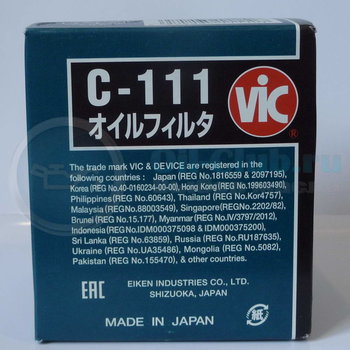 C-111
VIC
®
オイルフィルタ
The trade mark VIC & DEVICE are registered in the
following countries : Japan (REG No.1816559 & 2097195),
Korea (REG No.40-0160234-00-00), Hong Kong (REG No.199603490),
Philippines(REG No.60643), Thailand (REG No.Kor4757),
Malaysia(REG No.88003549), Singapore(REG No.2202/82),
Brunei(REG No.15.177), Myanmar(REG No.IV/3797/2012),
Indonesia(REG No.IDM000375098 & IDM000375200),
Sri Lanka (REG No.63859), Russia (REG No.RU187635),
Ukraine (REG No.UA35486), Mongolia (REG No.5082),
Pakistan (REG No.155470), & other countries.
EAC
EIKEN INDUSTRIES CO., LTD.
SHIZUOKA, JAPAN
紙
MADE IN JAPAN